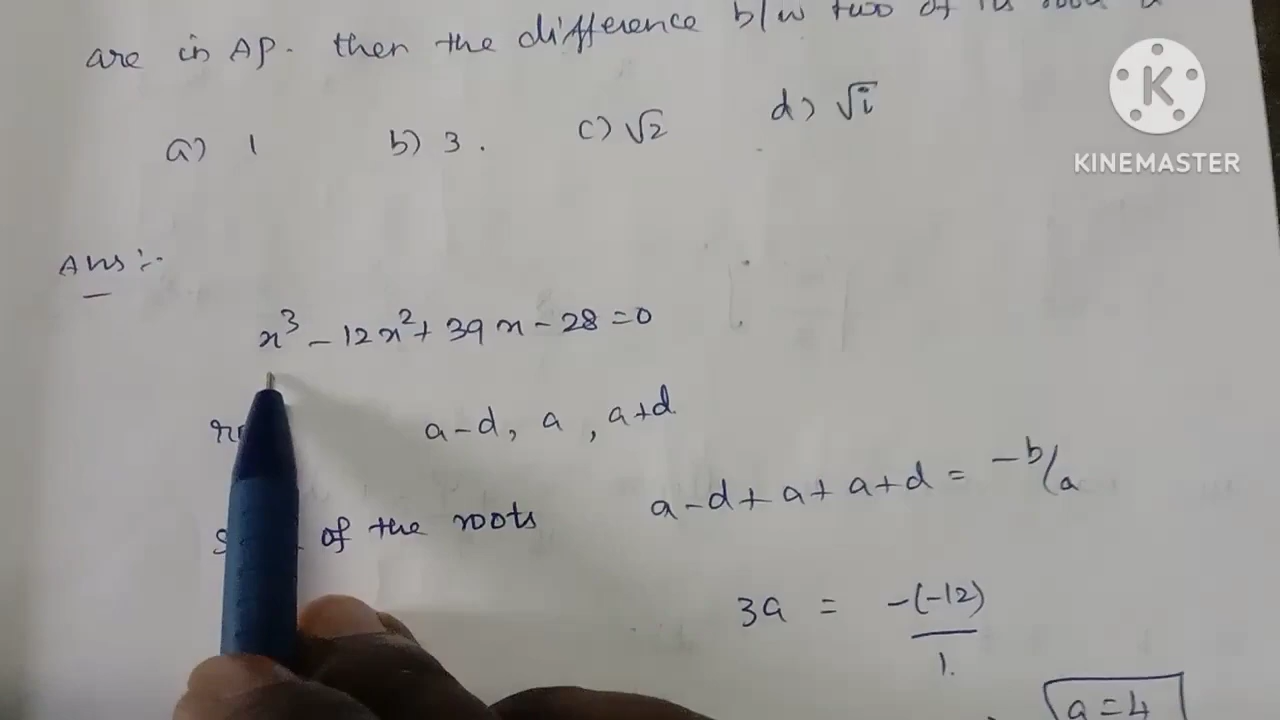 are in AP. then the difference b/w two of its
a) 1 b) 3. c) √2 d) √i
K
KINEMASTER
Ans :-
x³ - 12x² + 39x - 28 = 0
a-d, a, a+d
of the roots a-d + a + a+d = -b/a
3a = -(-12)/1.
a = 4